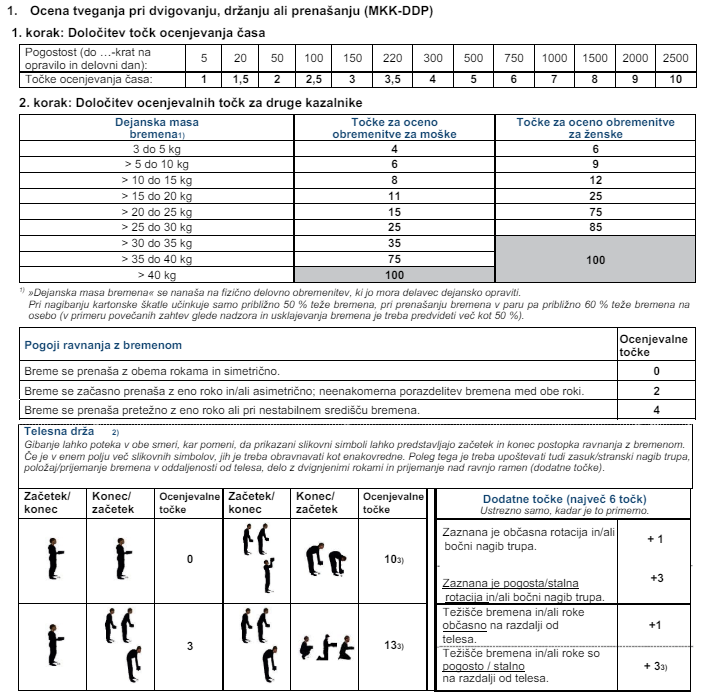 1. Ocena tveganja pri dvigovanju, držanju ali prenašanju (MKK-DDP)
1. korak: Določitev točk ocenjevanja časa
Pogostost (do …-krat na opravilo in delovni dan): 5 20 50 100 150 220 300 500 750 1000 1500 2000 2500
Točke ocenjevanja časa: 1 1,5 2 2,5 3 3,5 4 5 6 7 8 9 10
2. korak: Določitev ocenjevalnih točk za druge kazalnike
Dejanska masa bremena1) Točke za oceno obremenitve za moške Točke za oceno obremenitve za ženske
3 do 5 kg 4 6
> 5 do 10 kg 6 9
> 10 do 15 kg 8 12
> 15 do 20 kg 11 25
> 20 do 25 kg 15 75
> 25 do 30 kg 25 85
> 30 do 35 kg 35
> 35 do 40 kg 75 100
> 40 kg 100
1) »Dejanska masa bremena« se nanaša na fizično delovno obremenitev, ki jo mora delavec dejansko opraviti.
Pri nagibanju kartonske škatle učinkuje samo približno 50 % teže bremena, pri prenašanju bremena v paru pa približno 60 % teže bremena na
osebo (v primeru povečanih zahtev glede nadzora in usklajevanja bremena je treba predvideti več kot 50 %).
Pogoji ravnanja z bremenom Ocenjevalne točke
Breme se prenaša z obema rokama in simetrično. 0
Breme se začasno prenaša z eno roko in/ali asimetrično; neenakomerna porazdelitev bremena med obe roki. 2
Breme se prenaša pretežno z eno roko ali pri nestabilnem središču bremena. 4
Telesna drža 2)
Gibanje lahko poteka v obe smeri, kar pomeni, da prikazani slikovni simboli lahko predstavljajo začetek in konec postopka ravnanja z bremenom.
Če je v enem polju več slikovnih simbolov, jih je treba obravnavati kot enakovredne. Poleg tega je treba upoštevati tudi zasuk/stranski nagib trupa,
položaj/prijemanje bremena v oddaljenosti od telesa, delo z dvignjenimi rokami in prijemanje nad ravnjo ramen (dodatne točke).
Začetek/ konec Konec/ začetek Ocenjevalne točke Začetek/ konec Konec/ začetek Ocenjevalne točke
Dodatne točke (največ 6 točk)
Ustrezno samo, kadar je to primerno.
0 103)
Zaznana je občasna rotacija in/ali
bočni nagib trupa. + 1
Zaznana je pogosta/stalna
rotacija in/ali bočni nagib trupa. +3
3 133)
Težišče bremena in/ali roke
občasno na razdalji od
telesa. +1
Težišče bremena in/ali roke so
pogosto / stalno
na razdalji od telesa. + 33)